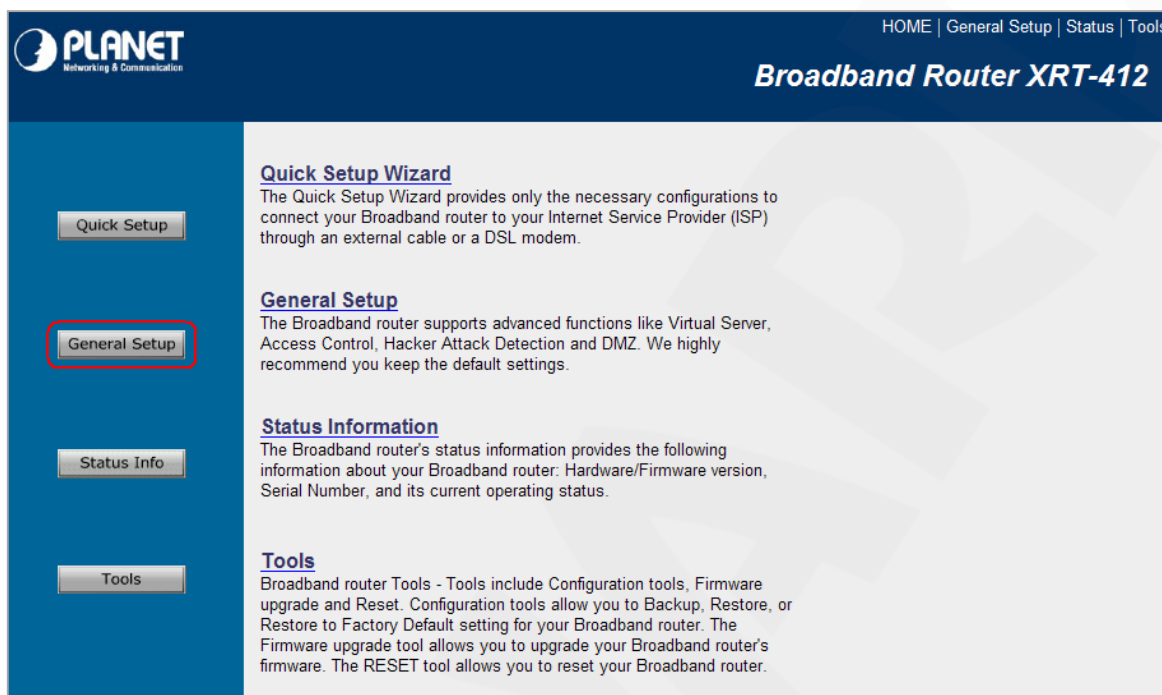 PLANET
Networking & Communication
HOME | General Setup | Status | Tools
Broadband Router XRT-412
Quick Setup
General Setup
Status Info
Tools
Quick Setup Wizard
The Quick Setup Wizard provides only the necessary configurations to
connect your Broadband router to your Internet Service Provider (ISP)
through an external cable or a DSL modem.
General Setup
The Broadband router supports advanced functions like Virtual Server,
Access Control, Hacker Attack Detection and DMZ. We highly
recommend you keep the default settings.
Status Information
The Broadband router's status information provides the following
information about your Broadband router: Hardware/Firmware version,
Serial Number, and its current operating status.
Tools
Broadband router Tools - Tools include Configuration tools, Firmware
upgrade and Reset. Configuration tools allow you to Backup, Restore, or
Restore to Factory Default setting for your Broadband router. The
Firmware upgrade tool allows you to upgrade your Broadband router's
firmware. The RESET tool allows you to reset your Broadband router.